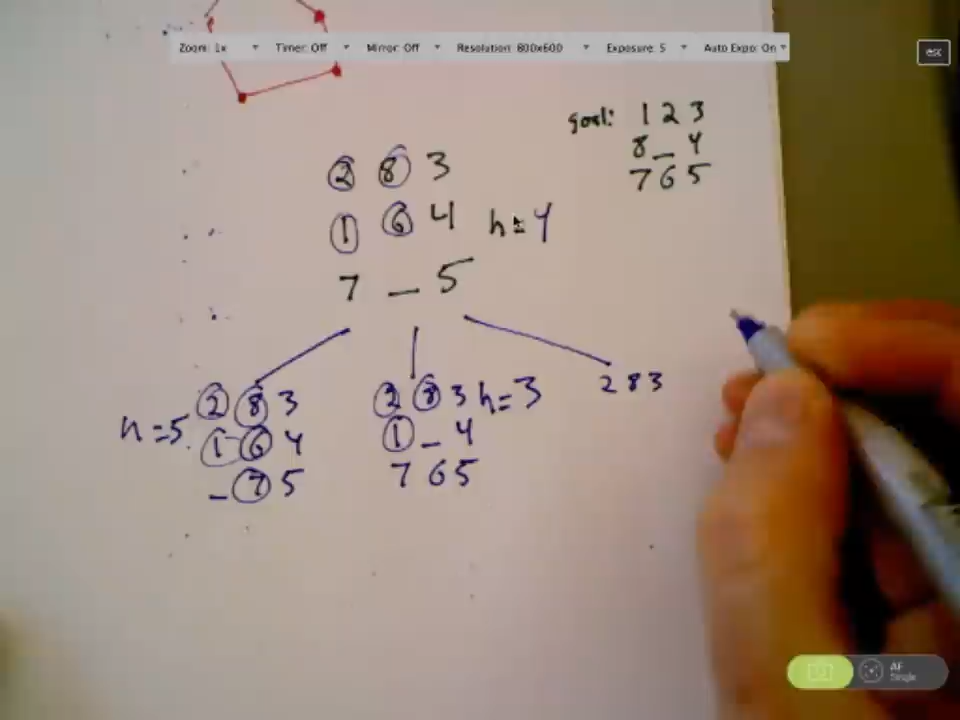 Zoom: 1x Timer: Off Mirror: Off Resolution: 800x600 Exposure: 5 Auto Expo: On
esc
goal: 1 2 3
8 _ 4
7 6 5
2 8 3
1 6 4 h = 4
7 _ 5
2 8 3
h = 5 1 6 4
_ 7 5
2 8 3 h = 3
1 _ 4
7 6 5
2 8 3
AF
Single